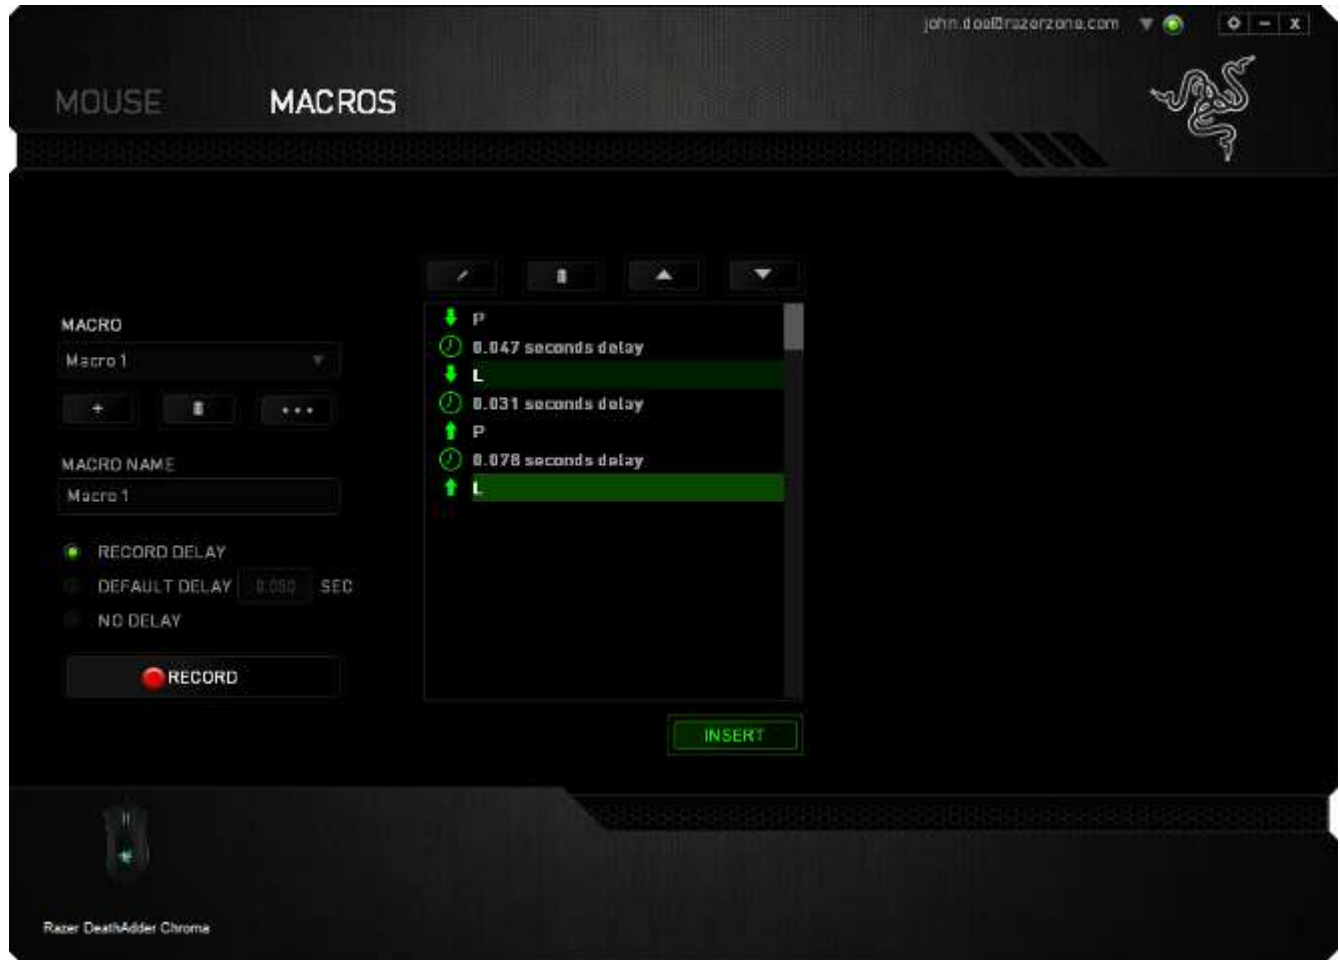 john.doe@razerzone.com
MOUSE MACROS
MACRO
Macro 1
MACRO NAME
Macro 1
RECORD DELAY
DEFAULT DELAY SEC
NO DELAY
RECORD
P
0.047 seconds delay
L
0.031 seconds delay
P
0.078 seconds delay
L
INSERT
Razer DeathAdder Chroma